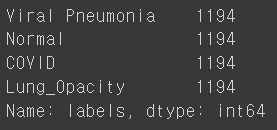 Viral Pneumonia    1194
Normal             1194
COVID              1194
Lung_Opacity       1194
Name: labels, dtype: int64